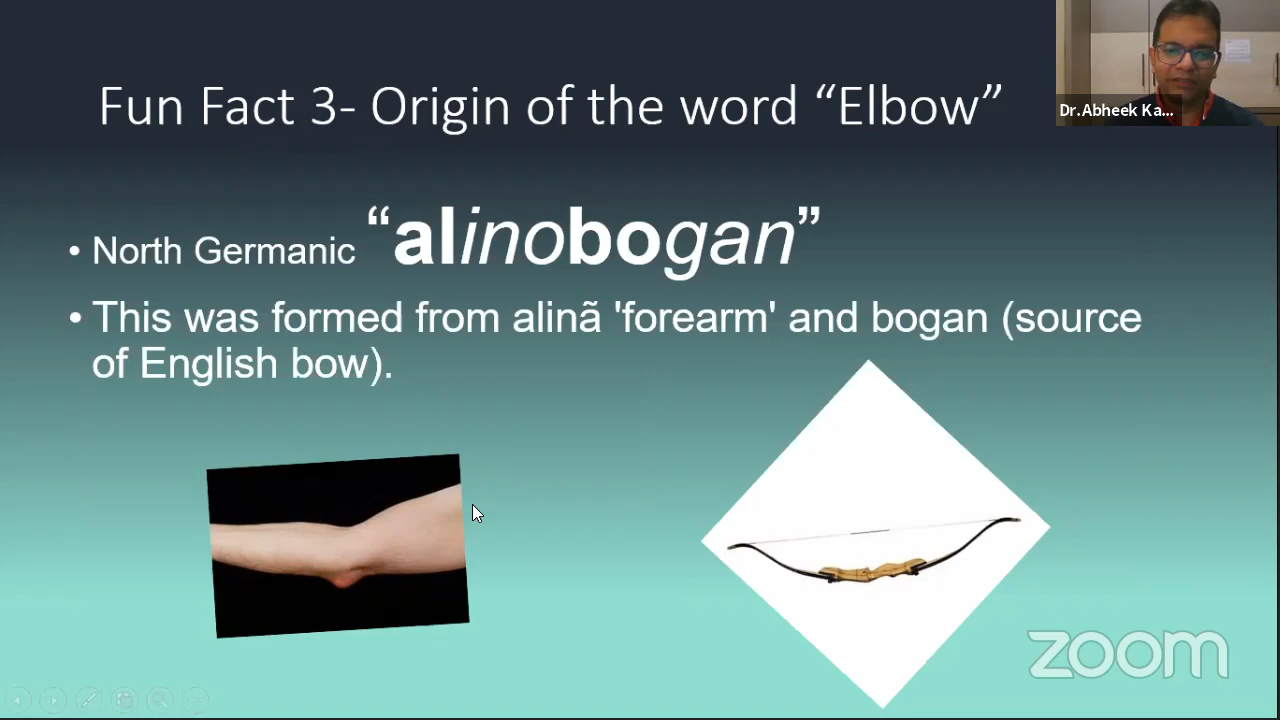 Fun Fact 3- Origin of the word “Elbow”
Dr.Abheek Ka...
• North Germanic “alinobogan”
• This was formed from alinã 'forearm' and bogan (source
of English bow).
zoom